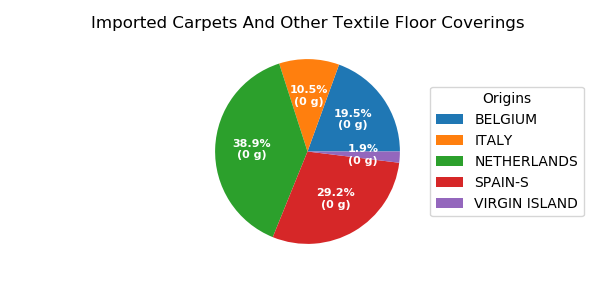 Imported Carpets And Other Textile Floor Coverings
10.5%
(0 g)
19.5%
(0 g)
38.9%
(0 g)
1.9%
(0 g)
29.2%
(0 g)
Origins
BELGIUM
ITALY
NETHERLANDS
SPAIN-S
VIRGIN ISLAND